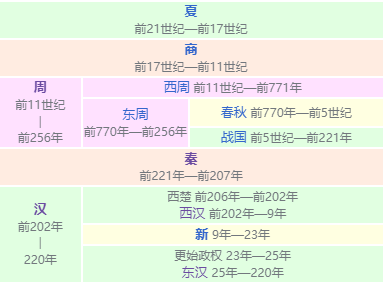 夏
前21世纪—前17世纪
商
前17世纪—前11世纪
周
前11世纪
|
前256年
西周 前11世纪—前771年
东周
前770年—前256年
春秋 前770年—前5世纪
战国 前5世纪—前221年
秦
前221年—前207年
汉
前202年
|
220年
西楚 前206年—前202年
西汉 前202年—9年
新 9年—23年
更始政权 23年—25年
东汉 25年—220年